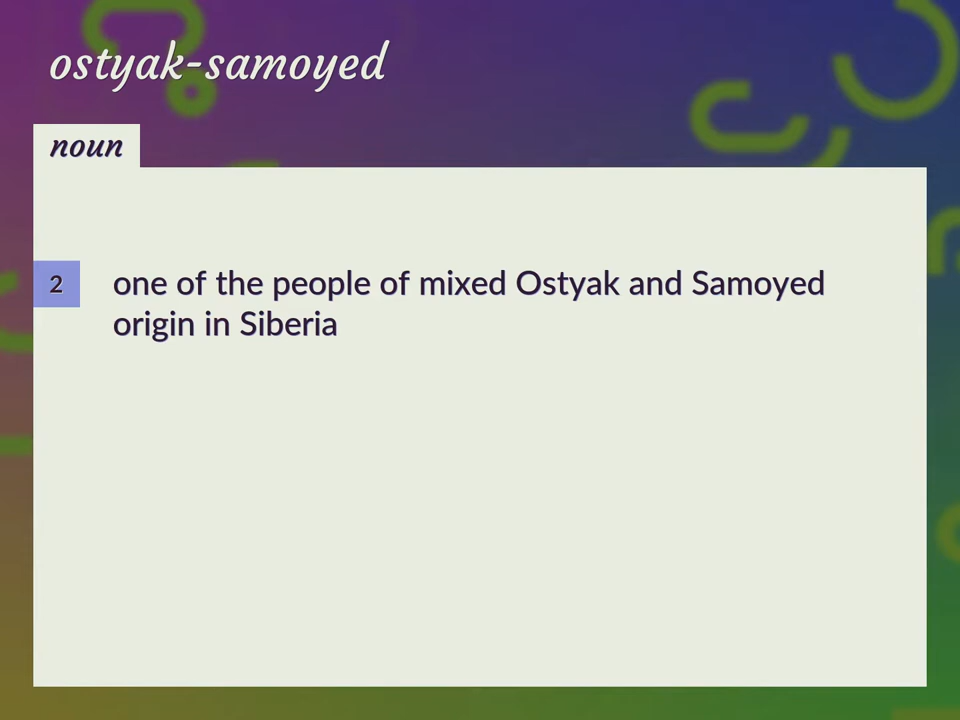 ostyak-samoyed
noun
2
one of the people of mixed Ostyak and Samoyed
origin in Siberia